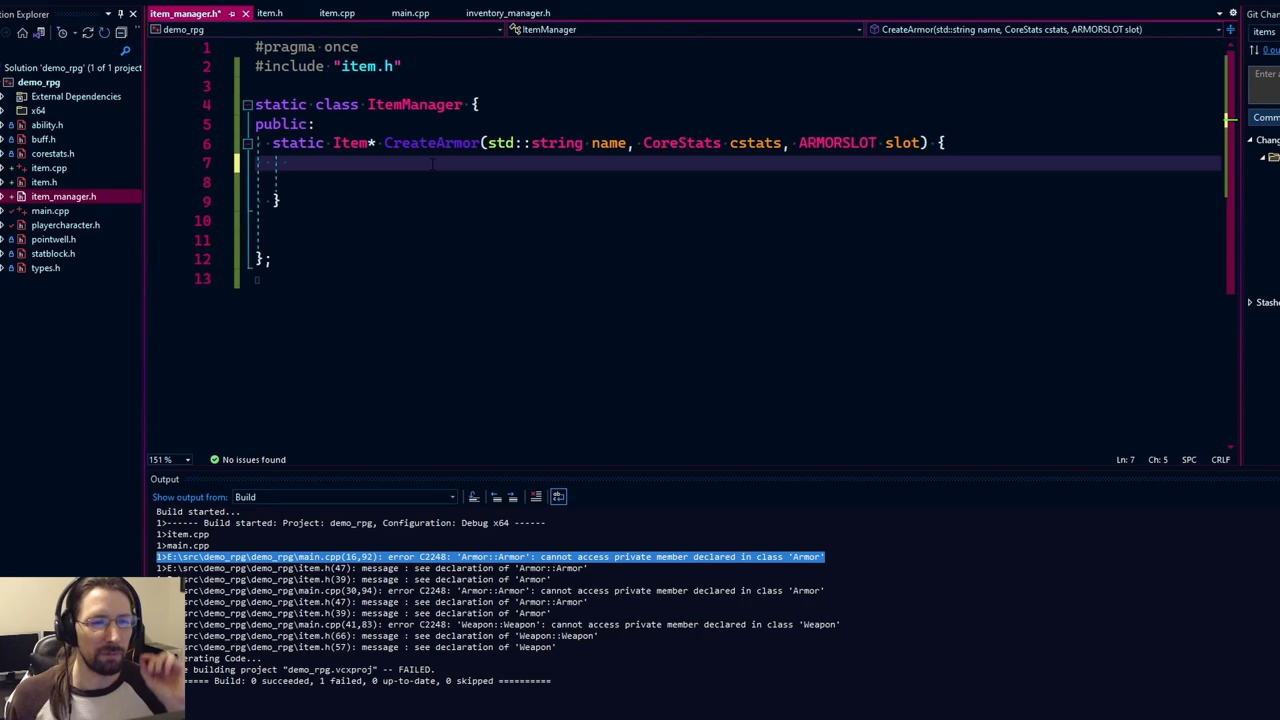 olution Explorer
item_manager.h*
item.h
item.cpp
main.cpp
inventory_manager.h
Git Chan
demo_rpg
ItemManager
CreateArmor(std::string name, CoreStats cstats, ARMORSLOT slot)
items
0 ou
Enter a
Comm
Chang
Stashe
Solution 'demo_rpg' (1 of 1 project
demo_rpg
External Dependencies
x64
ability.h
buff.h
corestats.h
item.cpp
item.h
item_manager.h
main.cpp
playercharacter.h
pointwell.h
statblock.h
types.h
1 #pragma once
2 #include "item.h"
3
4 static class ItemManager {
5 public:
6 static Item* CreateArmor(std::string name, CoreStats cstats, ARMORSLOT slot) {
7
8
9 }
10
11
12 };
13
151 % No issues found Ln: 7 Ch: 5 SPC CRLF
Output
Show output from: Build
Build started...
1>------ Build started: Project: demo_rpg, Configuration: Debug x64 ------
1>item.cpp
1>main.cpp
1>E:\src\demo_rpg\demo_rpg\main.cpp(16,92): error C2248: 'Armor::Armor': cannot access private member declared in class 'Armor'
1>E:\src\demo_rpg\demo_rpg\item.h(47): message : see declaration of 'Armor::Armor'
\src\demo_rpg\demo_rpg\item.h(39): message : see declaration of 'Armor'
\src\demo_rpg\demo_rpg\main.cpp(30,94): error C2248: 'Armor::Armor': cannot access private member declared in class 'Armor'
\src\demo_rpg\demo_rpg\item.h(47): message : see declaration of 'Armor::Armor'
\src\demo_rpg\demo_rpg\item.h(39): message : see declaration of 'Armor'
\src\demo_rpg\demo_rpg\main.cpp(41,83): error C2248: 'Weapon::Weapon': cannot access private member declared in class 'Weapon'
\src\demo_rpg\demo_rpg\item.h(66): message : see declaration of 'Weapon::Weapon'
\src\demo_rpg\demo_rpg\item.h(57): message : see declaration of 'Weapon'
erating Code...
e building project "demo_rpg.vcxproj" -- FAILED.
===== Build: 0 succeeded, 1 failed, 0 up-to-date, 0 skipped ==========